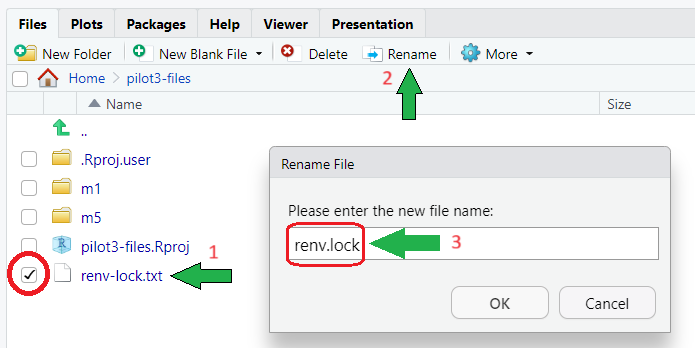 Files Plots Packages Help Viewer Presentation
New Folder New Blank File Delete Rename More
Home pilot3-files
2
Name Size
..
.Rproj.user
m1
m5
pilot3-files.Rproj
renv-lock.txt
1
Rename File
Please enter the new file name:
renv.lock
3
OK Cancel